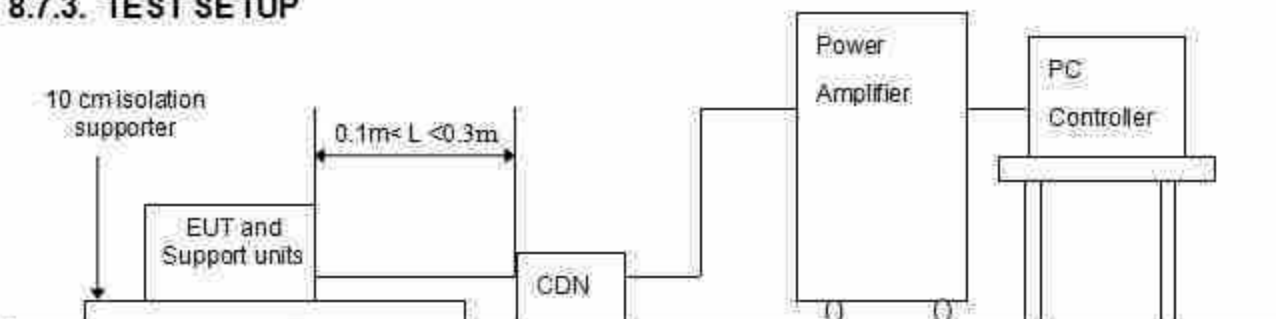 8.7.3. TEST SETUP
10 cm isolation
supporter
0.1m< L <0.3m
EUT and
Support units
CDN
Power
Amplifier
PC
Controller